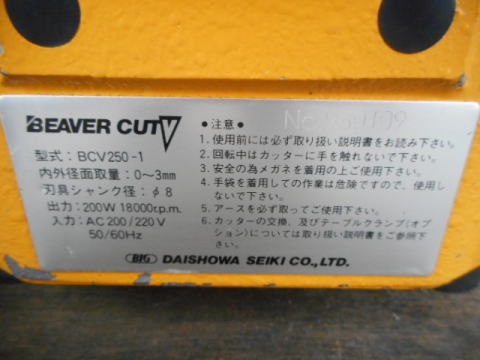 BEAVER CUT V
型式：BCV250-1
内外径面取量：0～3mm
刃具シャンク径：φ8
出力：200W 18000r.p.m.
入力：AC200/220V
50/60Hz
●注意●
1. 使用前には必ず取り扱い説明書をお読み下さい。
2. 回転中はカッターに手を触れないで下さい。
3. 安全の為メガネを着用の上ご使用下さい。
4. 手袋を着用しての作業は危険ですので、使用し
ないで下さい。
5. アースを必ず取ってご使用下さい。
6. カッターの交換、及びテーブルクランプ(オプ
ション)については取り扱い説明書をご参照下
さい。
BIG DAISHOWA SEIKI CO., LTD.